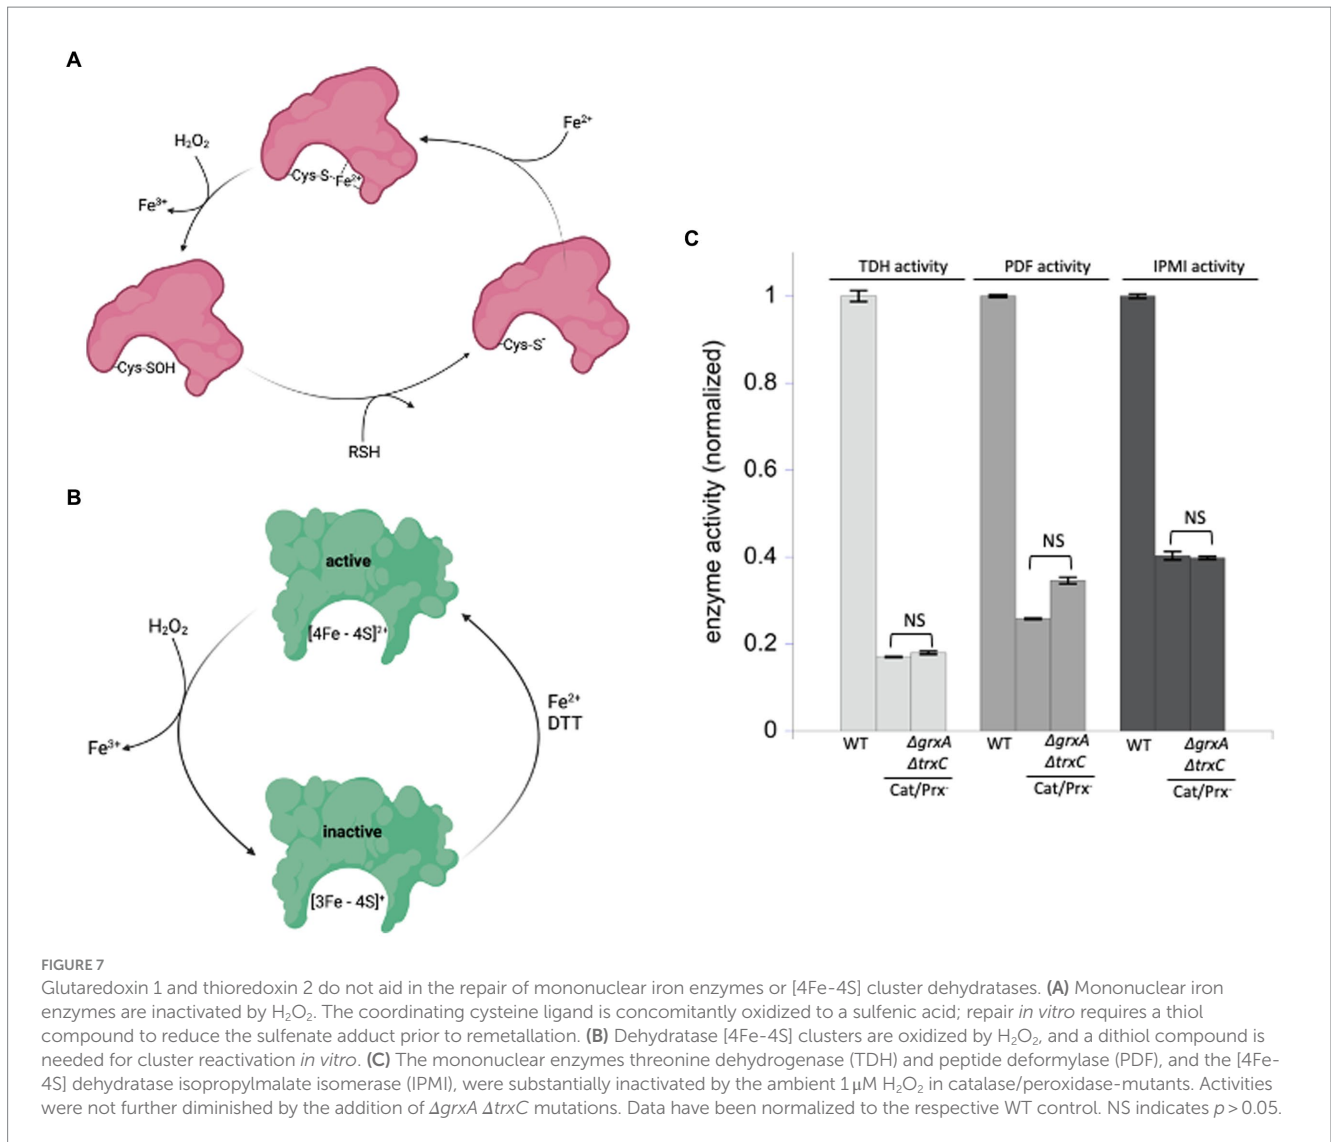 A
H₂O₂
Fe²⁺
Cys-S-Fe²⁺
Fe³⁺
Cys-SOH
Cys-S⁻
RSH
B
active
[4Fe - 4S]²⁺
H₂O₂
Fe³⁺
Fe²⁺
DTT
inactive
[3Fe - 4S]⁺
C
TDH activity PDF activity IPMI activity
enzyme activity (normalized)
1
0.8
0.6
0.4
0.2
0
NS
NS
NS
WT ΔgrxA ΔtrxC Cat/Prx⁻
WT ΔgrxA ΔtrxC Cat/Prx⁻
WT ΔgrxA ΔtrxC Cat/Prx⁻
FIGURE 7
Glutaredoxin 1 and thioredoxin 2 do not aid in the repair of mononuclear iron enzymes or [4Fe-4S] cluster dehydratases. (A) Mononuclear iron
enzymes are inactivated by H₂O₂. The coordinating cysteine ligand is concomitantly oxidized to a sulfenic acid; repair in vitro requires a thiol
compound to reduce the sulfenate adduct prior to remetallation. (B) Dehydratase [4Fe-4S] clusters are oxidized by H₂O₂, and a dithiol compound is
needed for cluster reactivation in vitro. (C) The mononuclear enzymes threonine dehydrogenase (TDH) and peptide deformylase (PDF), and the [4Fe-
4S] dehydratase isopropylmalate isomerase (IPMI), were substantially inactivated by the ambient 1 μM H₂O₂ in catalase/peroxidase-mutants. Activities
were not further diminished by the addition of ΔgrxA ΔtrxC mutations. Data have been normalized to the respective WT control. NS indicates p > 0.05.